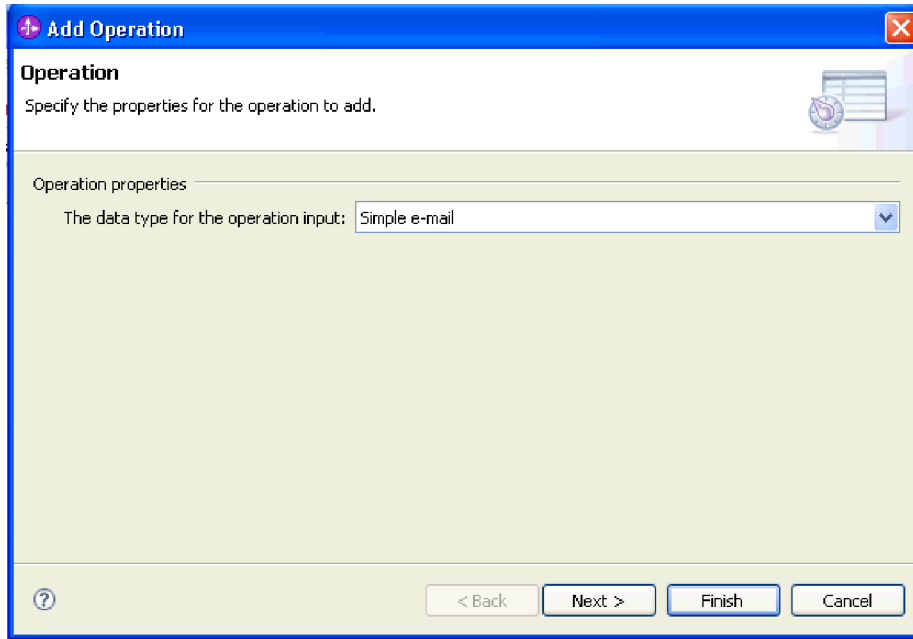 Add Operation
Operation
Specify the properties for the operation to add.
Operation properties
The data type for the operation input: Simple e-mail
? < Back Next > Finish Cancel